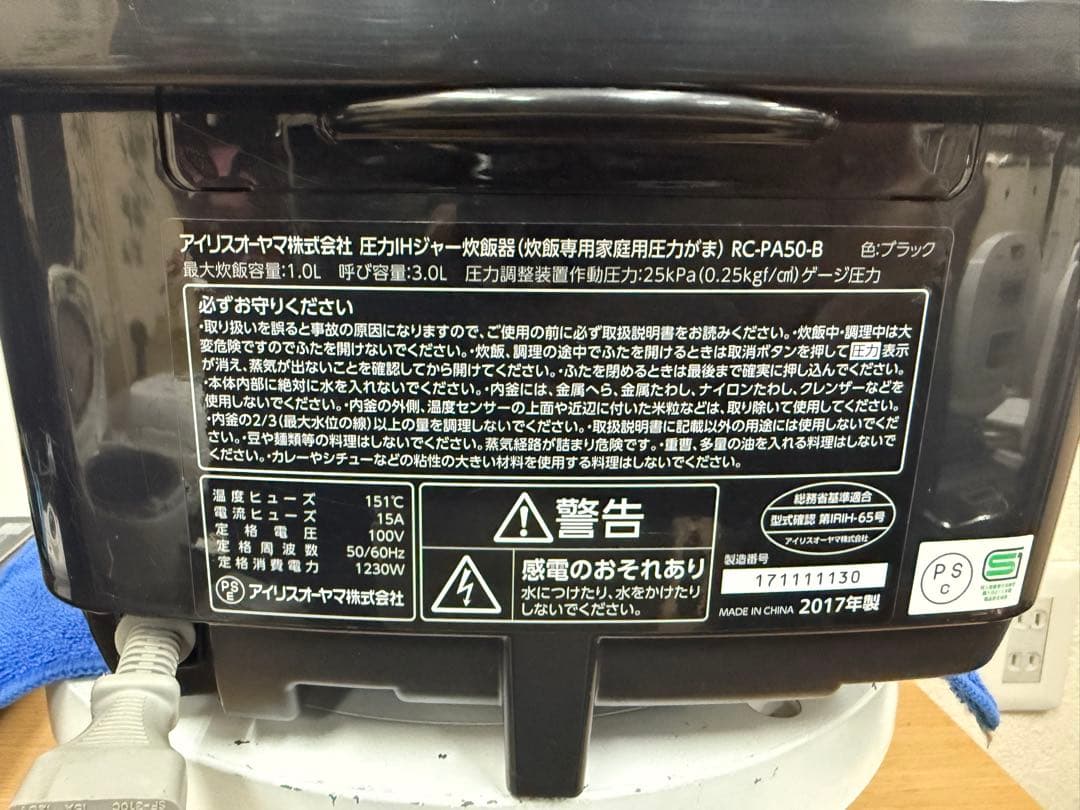 アイリスオーヤマ株式会社 圧力IHジャー炊飯器(炊飯専用家庭用圧力がま) RC-PA50-B 色:ブラック
最大炊飯容量:1.0L 呼び容量:3.0L 圧力調整装置作動圧力:25kPa(0.25kgf/㎠)ゲージ圧力
必ずお守りください
・取り扱いを誤ると事故の原因になりますので、ご使用の前に必ず取扱説明書をお読みください。・炊飯中・調理中は大
変危険ですのでふたを開けないでください。・炊飯、調理の途中でふたを開けるときは取消ボタンを押して圧力表示
が消え、蒸気が出ないことを確認してから開けてください。・ふたを閉めるときは最後まで確実に押し込んでください。
・本体内部に絶対に水を入れないでください。・内釜には、金属へら、金属たわし、ナイロンたわし、クレンザーなどを
使用しないでください。・内釜の外側、温度センサーの上面や近辺に付いた米粒などは、取り除いて使用してください。
・内釜の2/3(最大水位の線)以上の量を調理しないでください。・取扱説明書に記載以外の用途には使用しないでくだ
さい。・豆や麺類等の料理はしないでください。蒸気経路が詰まり危険です。・重曹、多量の油を入れる料理はしないで
ください。・カレーやシチューなどの粘性の大きい材料を使用する料理はしないでください。
温度ヒューズ 151℃
電流ヒューズ 15A
定格電圧 100V
定格周波数 50/60Hz
定格消費電力 1230W
PSE アイリスオーヤマ株式会社
警告
感電のおそれあり
水につけたり、水をかけたり
しないでください。
総務省基準適合
型式確認 第IRIH-65号
アイリスオーヤマ株式会社
製造番号
171111130
MADE IN CHINA 2017年製
PS
C
S